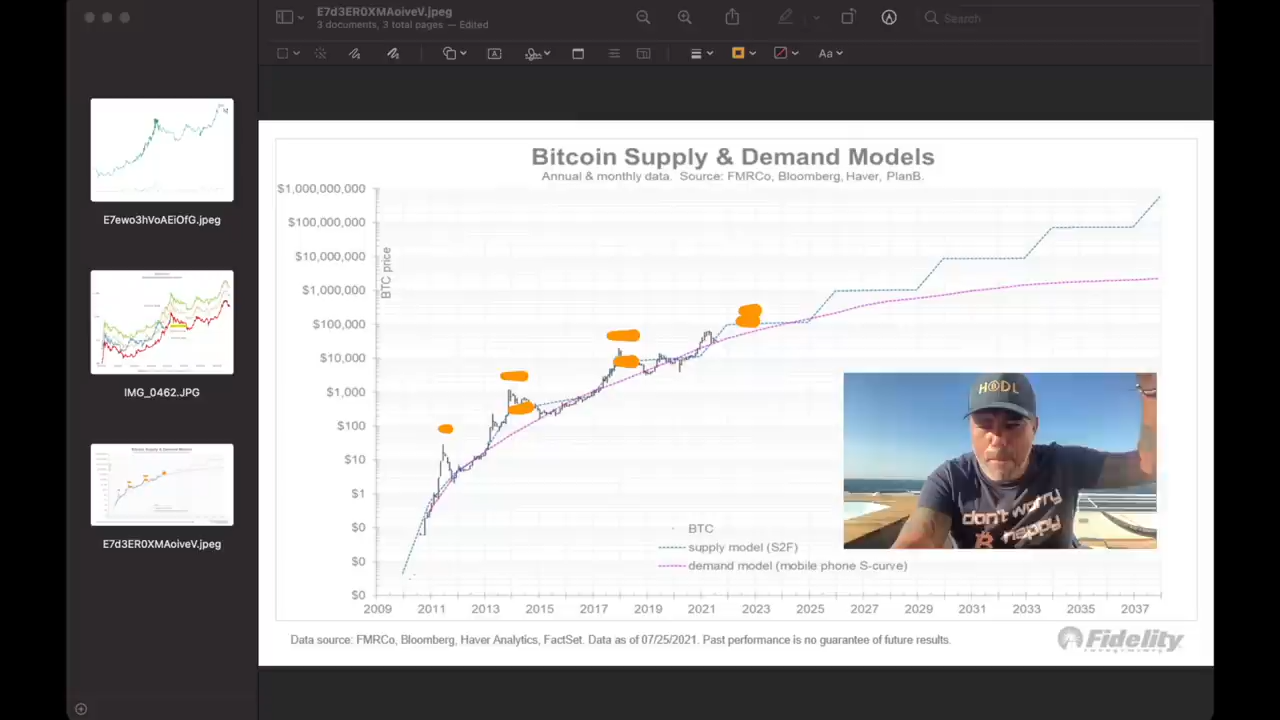 E7d3ER0XMAoiveV.jpeg
3 documents, 3 total pages — Edited
Search
Aa
E7ewo3hVoAEiOfG.jpeg
IMG_0462.JPG
E7d3ER0XMAoiveV.jpeg
Bitcoin Supply & Demand Models
Annual & monthly data. Source: FMRCo, Bloomberg, Haver, PlanB.
$1,000,000,000
$100,000,000
$10,000,000
$1,000,000
$100,000
$10,000
$1,000
$100
$10
$1
$0
$0
$0
BTC price
2009 2011 2013 2015 2017 2019 2021 2023 2025 2027 2029 2031 2033 2035 2037
BTC
supply model (S2F)
demand model (mobile phone S-curve)
HODL
don't worry
happy
Data source: FMRCo, Bloomberg, Haver Analytics, FactSet. Data as of 07/25/2021. Past performance is no guarantee of future results.
Fidelity